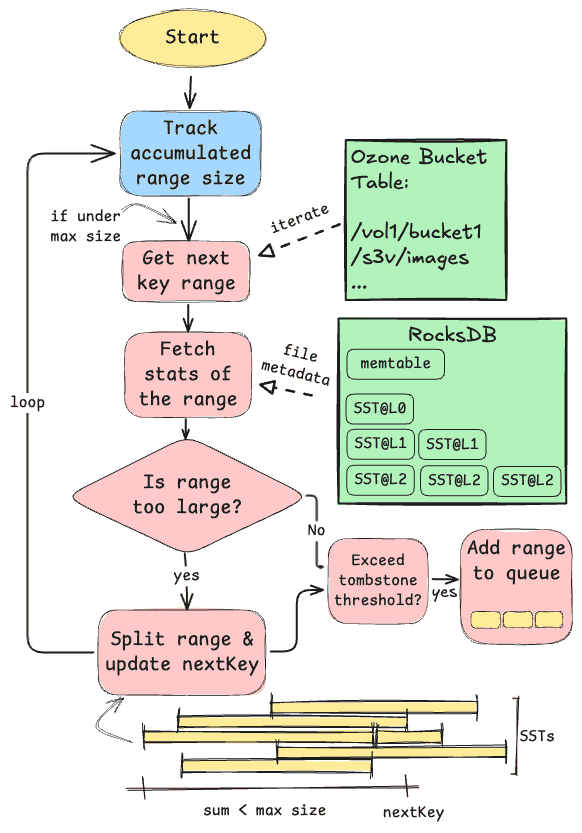 Start
Track
accumulated
range size
if under
max size
iterate
Ozone Bucket
Table:
/vol1/bucket1
/s3v/images
...
Get next
key range
Fetch
stats of
the range
file
metadata
RocksDB
memtable
SST@L0
SST@L1 SST@L1
SST@L2 SST@L2 SST@L2
loop
Is range
too large?
No
yes
Exceed
tombstone
threshold?
yes
Add range
to queue
Split range &
update nextKey
SSTs
sum < max size
nextKey